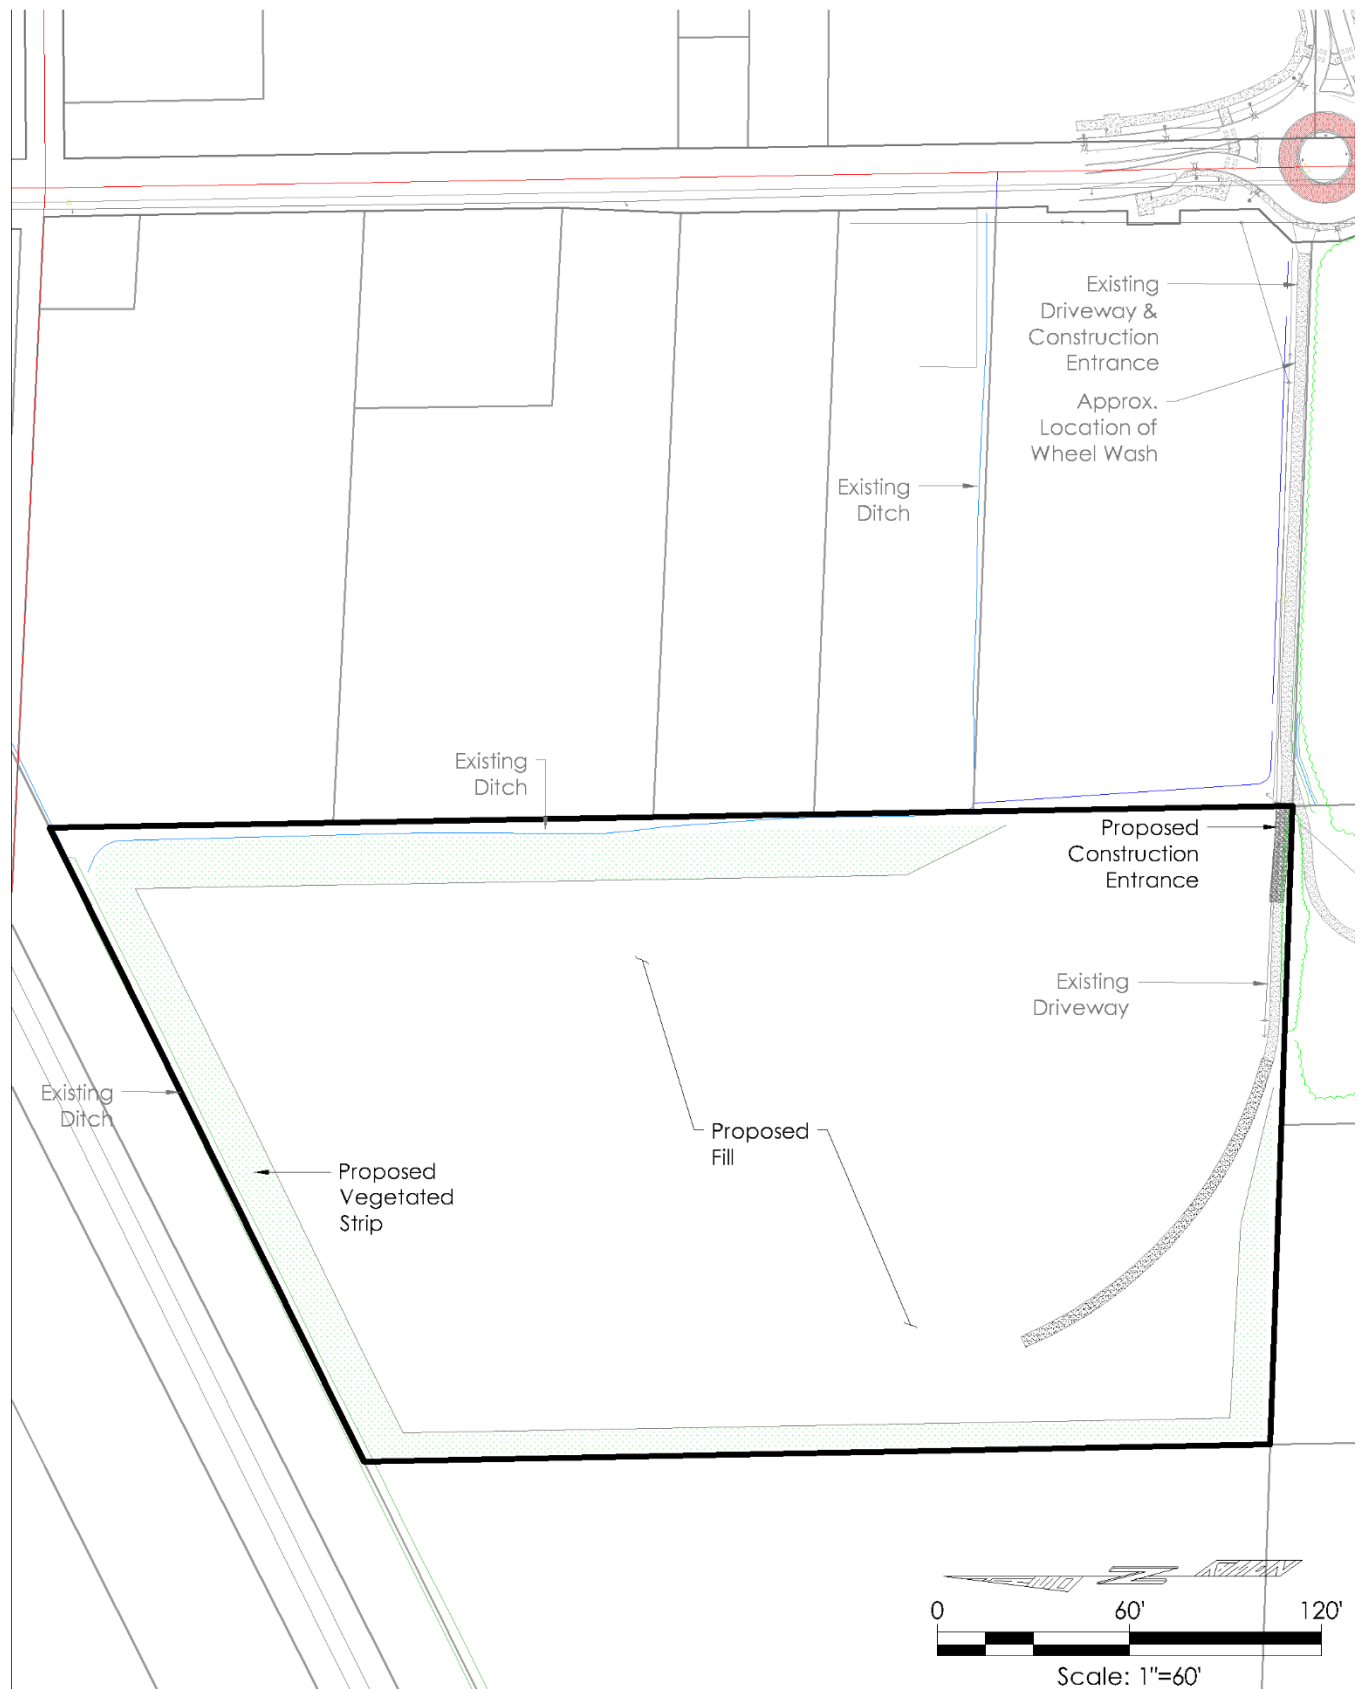 Existing
Driveway &
Construction
Entrance
Approx.
Location of
Wheel Wash
Existing
Ditch
Existing
Ditch
Proposed
Construction
Entrance
Existing
Driveway
Existing
Ditch
Proposed
Fill
Proposed
Vegetated
Strip
N
0 60' 120'
Scale: 1"=60'